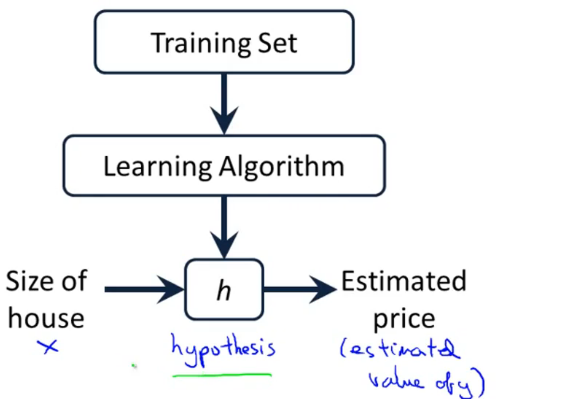 Training Set
Learning Algorithm
Size of
house
x
h
hypothesis
Estimated
price
(estimated
value of y)